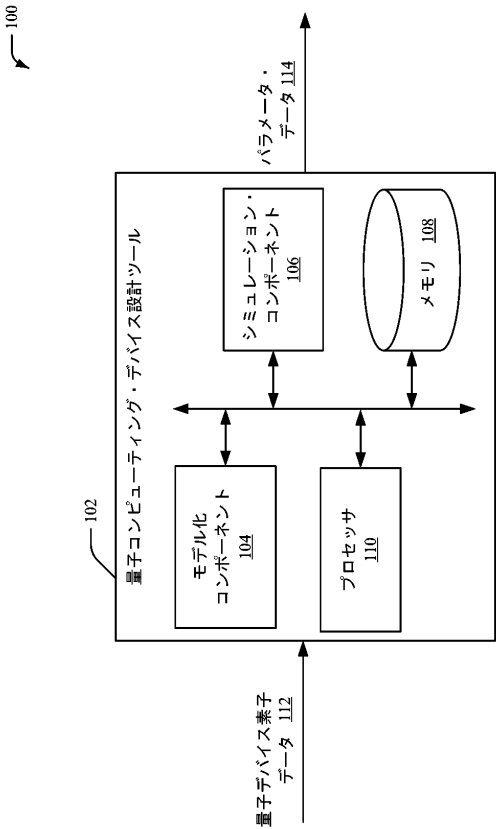 100
102
量子コンピューティング・デバイス設計ツール
モデル化
コンポーネント
104
シミュレーション・
コンポーネント
106
プロセッサ
110
メモリ 108
量子デバイス素子
データ 112
パラメータ・
データ 114